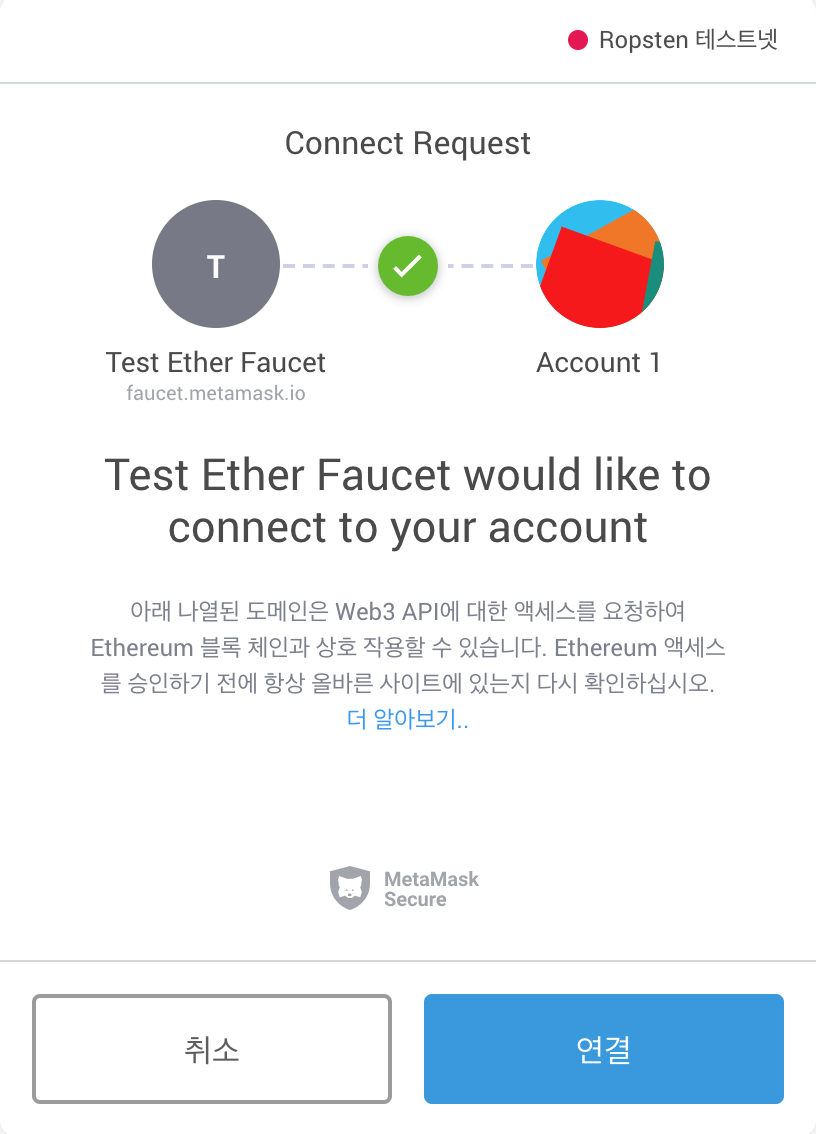 Ropsten 테스트넷
Connect Request
T
Test Ether Faucet
faucet.metamask.io
Account 1
Test Ether Faucet would like to
connect to your account
아래 나열된 도메인은 Web3 API에 대한 액세스를 요청하여
Ethereum 블록 체인과 상호 작용할 수 있습니다. Ethereum 액세스
를 승인하기 전에 항상 올바른 사이트에 있는지 다시 확인하십시오.
더 알아보기..
MetaMask
Secure
취소
연결